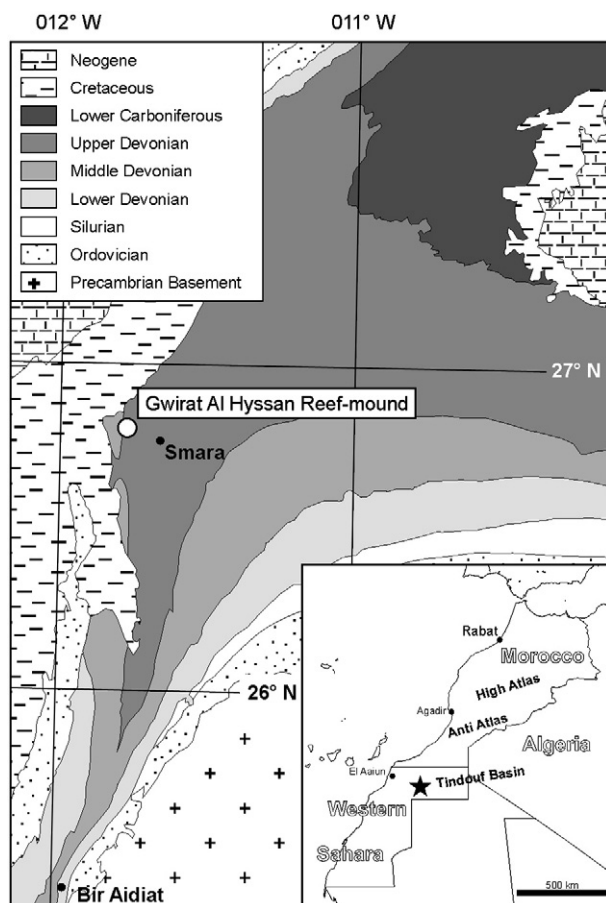 012° W
011° W
Neogene
Cretaceous
Lower Carboniferous
Upper Devonian
Middle Devonian
Lower Devonian
Silurian
Ordovician
Precambrian Basement
27° N
Gwirat Al Hyssan Reef-mound
Smara
26° N
Bir Aidiat
Rabat
Morocco
High Atlas
Agadir
Anti Atlas
Algeria
El Aaiun
Tindouf Basin
Western
Sahara
500 km